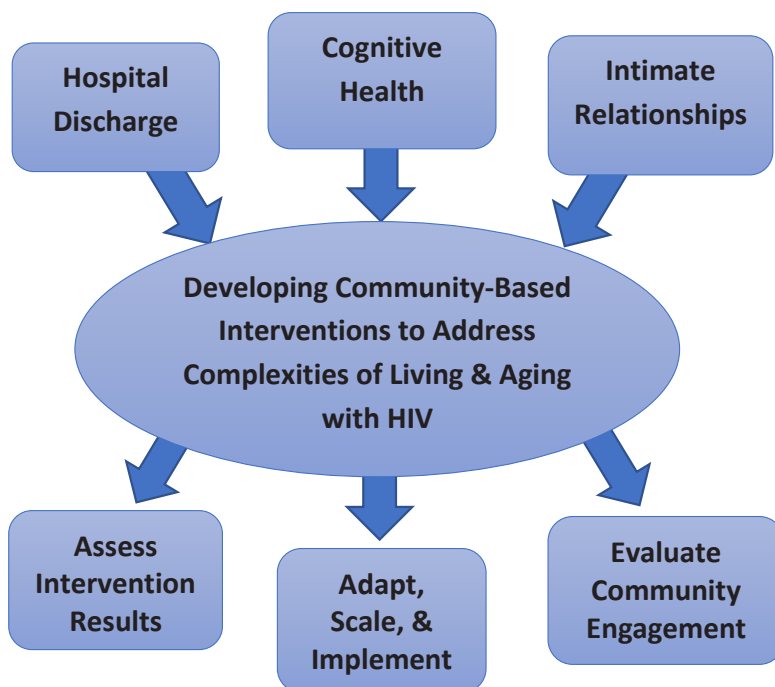 Hospital
Discharge
Cognitive
Health
Intimate
Relationships
Developing Community-Based
Interventions to Address
Complexities of Living & Aging
with HIV
Assess
Intervention
Results
Adapt,
Scale, &
Implement
Evaluate
Community
Engagement